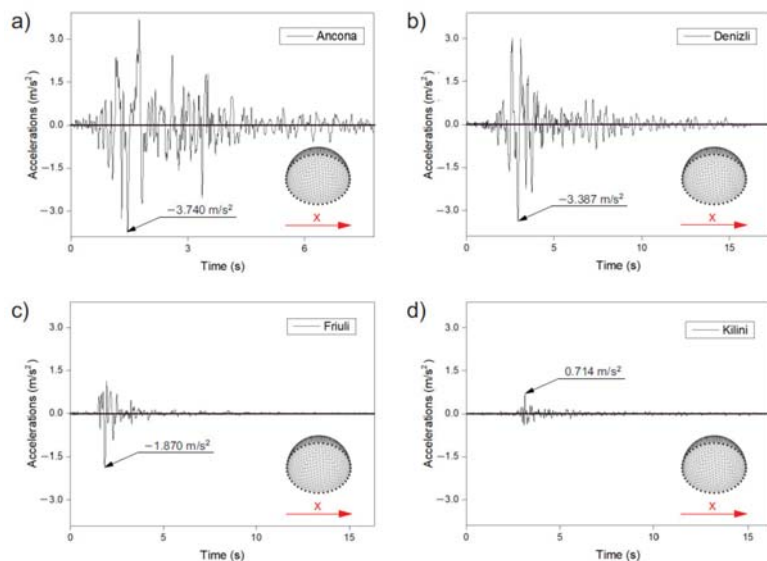 a)
3.0
1.5
0.0
−1.5
−3.0
Accelerations (m/s²)
Ancona
−3.740 m/s²
X
0
3
6
Time (s)
b)
3.0
1.5
0.0
−1.5
−3.0
Accelerations (m/s²)
Denizli
−3.387 m/s²
X
0
5
10
15
Time (s)
c)
3.0
1.5
0.0
−1.5
−3.0
Accelerations (m/s²)
Friuli
−1.870 m/s²
X
0
5
10
15
Time (s)
d)
3.0
1.5
0.0
−1.5
−3.0
Accelerations (m/s²)
Kilini
0.714 m/s²
X
0
5
10
15
Time (s)